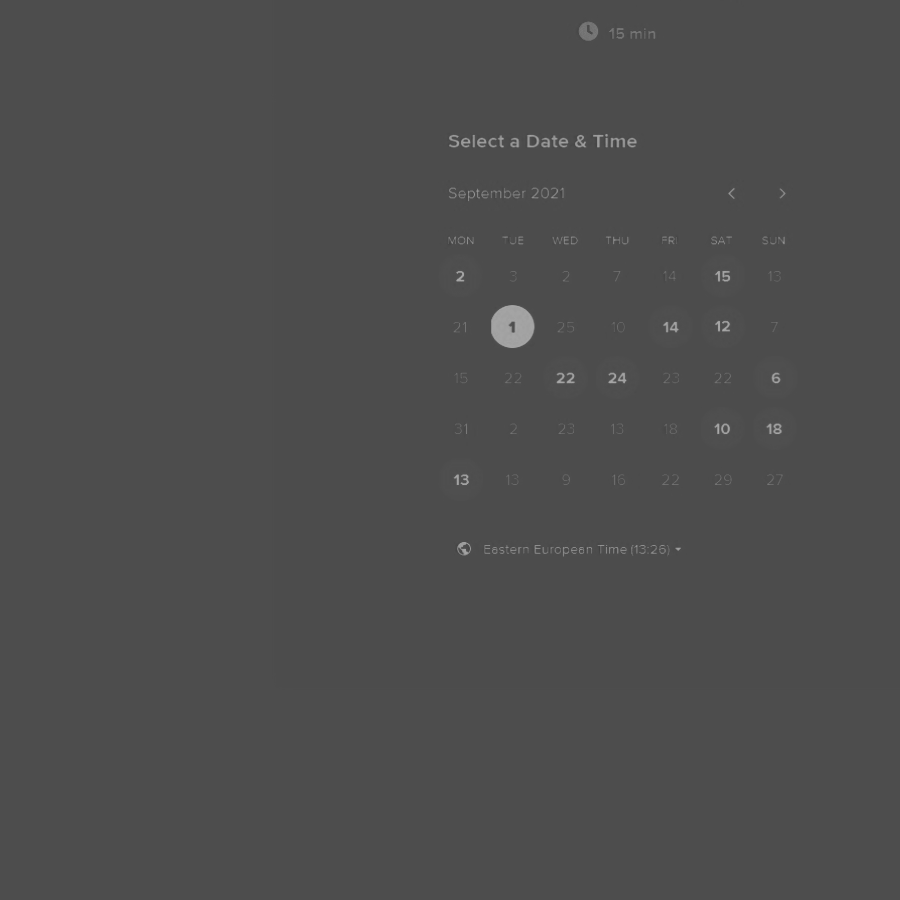 15 min
Select a Date & Time
September 2021
MON TUE WED THU FRI SAT SUN
2 3 2 7 14 15 13
21 1 25 10 14 12 7
15 22 22 24 23 22 6
31 2 23 13 18 10 18
13 13 9 16 22 29 27
Eastern European Time (13:26)